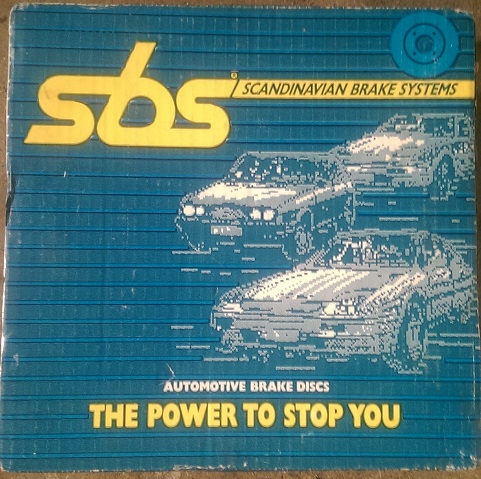 sbs
SCANDINAVIAN BRAKE SYSTEMS
AUTOMOTIVE BRAKE DISCS
THE POWER TO STOP YOU